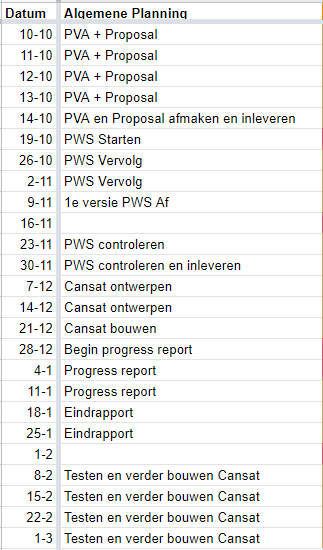 Datum Algemene Planning
10-10 PVA + Proposal
11-10 PVA + Proposal
12-10 PVA + Proposal
13-10 PVA + Proposal
14-10 PVA en Proposal afmaken en inleveren
19-10 PWS Starten
26-10 PWS Vervolg
2-11 PWS Vervolg
9-11 1e versie PWS Af
16-11
23-11 PWS controleren
30-11 PWS controleren en inleveren
7-12 Cansat ontwerpen
14-12 Cansat ontwerpen
21-12 Cansat bouwen
28-12 Begin progress report
4-1 Progress report
11-1 Progress report
18-1 Eindrapport
25-1 Eindrapport
1-2
8-2 Testen en verder bouwen Cansat
15-2 Testen en verder bouwen Cansat
22-2 Testen en verder bouwen Cansat
1-3 Testen en verder bouwen Cansat